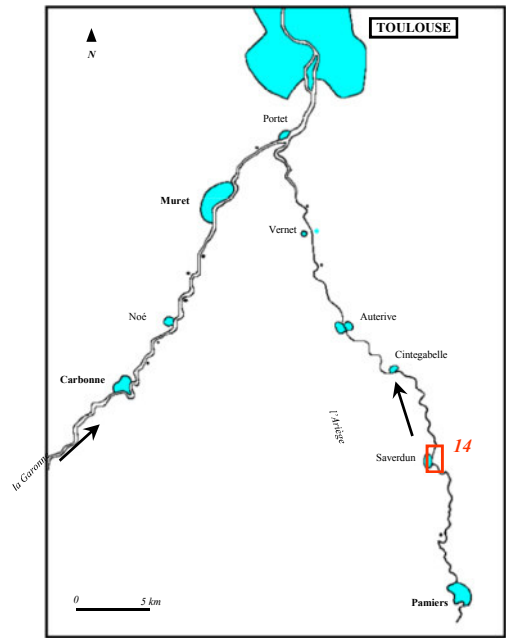 TOULOUSE
N
Portet
Muret
Vernet
Noé
Auterive
Cintegabelle
Carbonne
l'Ariège
la Garonne
Saverdun
14
Pamiers
0
5 km